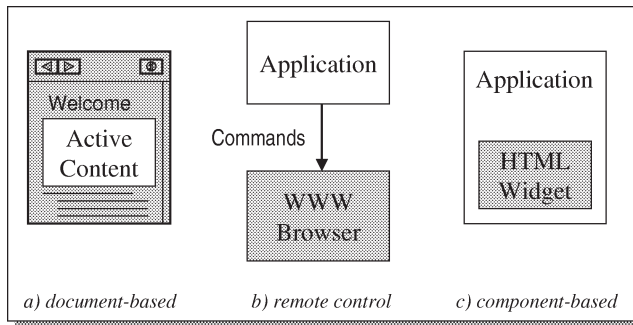 Welcome
Active
Content
a) document-based
Application
Commands
WWW
Browser
b) remote control
Application
HTML
Widget
c) component-based